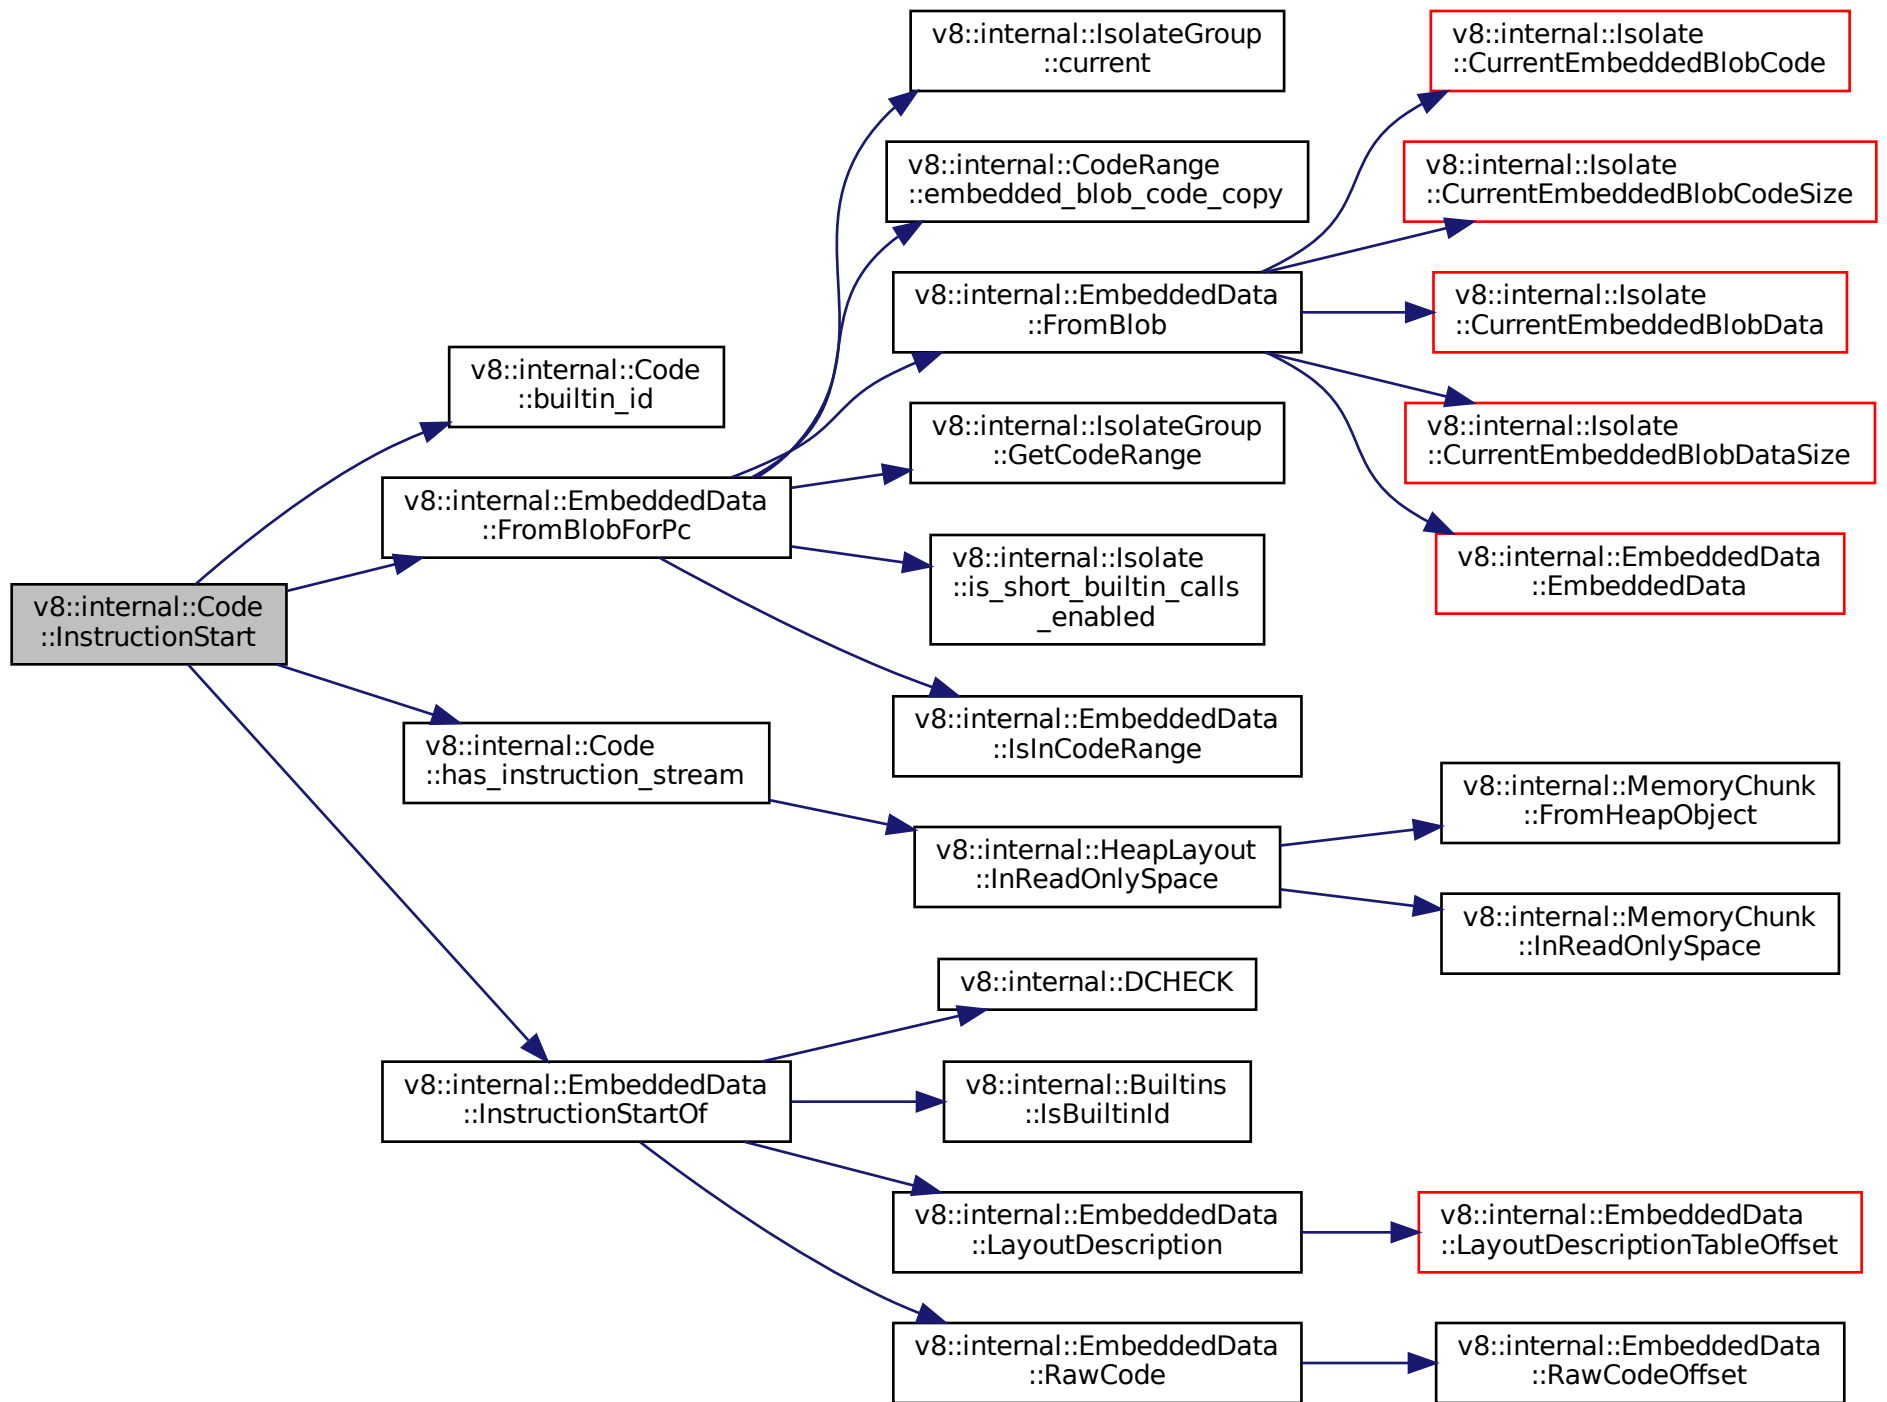 v8::internal::IsolateGroup
::current
v8::internal::Isolate
::CurrentEmbeddedBlobCode
v8::internal::CodeRange
::embedded_blob_code_copy
v8::internal::Isolate
::CurrentEmbeddedBlobCodeSize
v8::internal::EmbeddedData
::FromBlob
v8::internal::Isolate
::CurrentEmbeddedBlobData
v8::internal::Code
::builtin_id
v8::internal::IsolateGroup
::GetCodeRange
v8::internal::Isolate
::CurrentEmbeddedBlobDataSize
v8::internal::EmbeddedData
::FromBlobForPc
v8::internal::Isolate
::is_short_builtin_calls
_enabled
v8::internal::EmbeddedData
::EmbeddedData
v8::internal::Code
::InstructionStart
v8::internal::EmbeddedData
::IsInCodeRange
v8::internal::Code
::has_instruction_stream
v8::internal::MemoryChunk
::FromHeapObject
v8::internal::HeapLayout
::InReadOnlySpace
v8::internal::MemoryChunk
::InReadOnlySpace
v8::internal::DCHECK
v8::internal::EmbeddedData
::InstructionStartOf
v8::internal::Builtins
::IsBuiltinId
v8::internal::EmbeddedData
::LayoutDescription
v8::internal::EmbeddedData
::LayoutDescriptionTableOffset
v8::internal::EmbeddedData
::RawCode
v8::internal::EmbeddedData
::RawCodeOffset